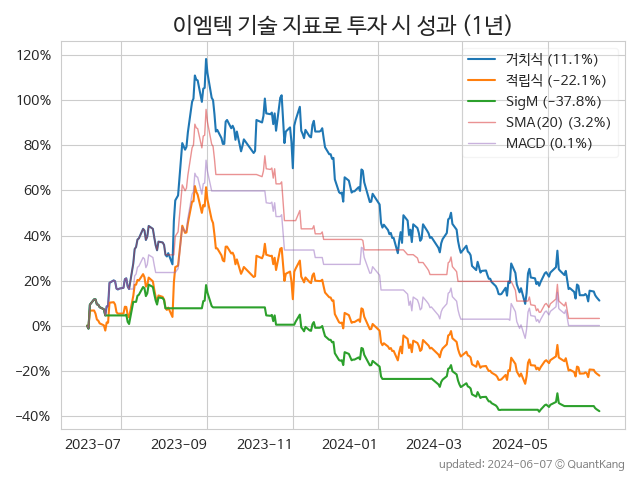 이엠텍 기술 지표로 투자 시 성과 (1년)
거치식 (11.1%)
적립식 (−22.1%)
SigM (−37.8%)
SMA(20) (3.2%)
MACD (0.1%)
120%
100%
80%
60%
40%
20%
0%
−20%
−40%
2023-07
2023-09
2023-11
2024-01
2024-03
2024-05
updated: 2024-06-07 ⓒ QuantKang